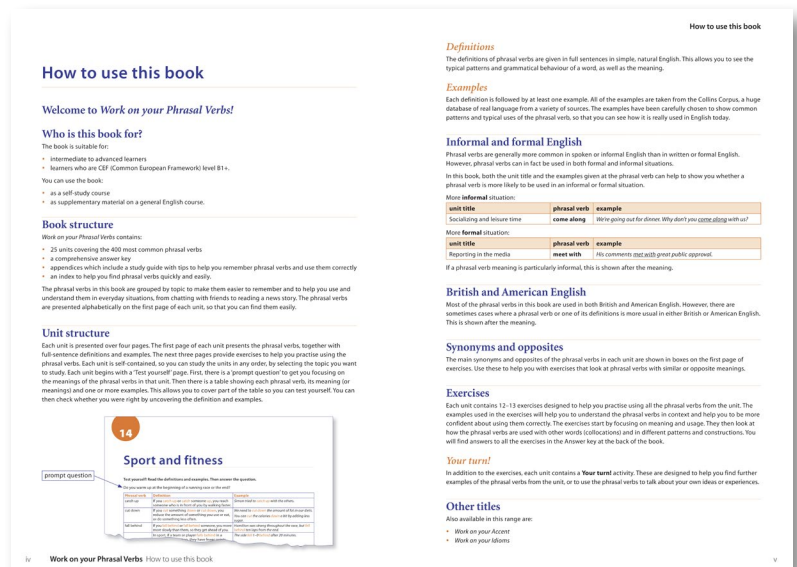 How to use this book
Welcome to Work on your Phrasal Verbs!
Who is this book for?
The book is suitable for:
• intermediate to advanced learners
• learners who are CEF (Common European Framework) level B1+.
You can use the book:
• as a self-study course
• as supplementary material on a general English course.
Book structure
Work on your Phrasal Verbs contains:
• 25 units covering the 400 most common phrasal verbs
• a comprehensive answer key
• appendices which include a study guide with tips to help you remember phrasal verbs and use them correctly
• an index to help you find phrasal verbs quickly and easily.
The phrasal verbs in this book are grouped by topic to make them easier to remember and to help you use and
understand them in everyday situations, from chatting with friends to reading a news story. The phrasal verbs
are presented alphabetically on the first page of each unit, so that you can find them easily.
Unit structure
Each unit is presented over four pages. The first page of each unit presents the phrasal verbs, together with
full-sentence definitions and examples. The next three pages provide exercises to help you practise using the
phrasal verbs. Each unit is self-contained, so you can study the units in any order, by selecting the topic you want
to study. Each unit begins with a 'Test yourself' page. First, there is a 'prompt question' to get you focusing on
the meanings of the phrasal verbs in that unit. Then there is a table showing each phrasal verb, its meaning (or
meanings) and one or more examples. This allows you to cover part of the table so you can test yourself. You can
then check whether you were right by uncovering the definition and examples.
14
Sport and fitness
Test yourself! Read the definitions and examples. Then answer the question.
prompt question
Do you warm up at the beginning of a running race or the end?
Phrasal verb Definition Example
catch up
cut down
fall behind
iv Work on your Phrasal Verbs How to use this book
How to use this book
Definitions
The definitions of phrasal verbs are given in full sentences in simple, natural English. This allows you to see the
typical patterns and grammatical behaviour of a word, as well as the meaning.
Examples
Each definition is followed by at least one example. All of the examples are taken from the Collins Corpus, a huge
database of real language from a variety of sources. The examples have been carefully chosen to show common
patterns and typical uses of the phrasal verb, so that you can see how it is really used in English today.
Informal and formal English
Phrasal verbs are generally more common in spoken or informal English than in written or formal English.
However, phrasal verbs can in fact be used in both formal and informal situations.
In this book, both the unit title and the examples given at the phrasal verb can help to show you whether a
phrasal verb is more likely to be used in an informal or formal situation.
More informal situation:
unit title phrasal verb example
Socializing and leisure time come along We're going out for dinner. Why don't you come along with us?
More formal situation:
unit title phrasal verb example
Reporting in the media meet with His comments met with great public approval.
If a phrasal verb meaning is particularly informal, this is shown after the meaning.
British and American English
Most of the phrasal verbs in this book are used in both British and American English. However, there are
sometimes cases where a phrasal verb or one of its definitions is more usual in either British or American English.
This is shown after the meaning.
Synonyms and opposites
The main synonyms and opposites of the phrasal verbs in each unit are shown in boxes on the first page of
exercises. Use these to help you with exercises that look at phrasal verbs with similar or opposite meanings.
Exercises
Each unit contains 12–13 exercises designed to help you practise using all the phrasal verbs from the unit. The
examples used in the exercises will help you to understand the phrasal verbs in context and help you to be more
confident about using them correctly. The exercises start by focusing on meaning and usage. They then look at
how the phrasal verbs are used with other words (collocations) and in different patterns and constructions. You
will find answers to all the exercises in the Answer key at the back of the book.
Your turn!
In addition to the exercises, each unit contains a Your turn! activity. These are designed to help you find further
examples of the phrasal verbs from the unit, or to use the phrasal verbs to talk about your own ideas or experiences.
Other titles
Also available in this range are:
• Work on your Accent
• Work on your Idioms
v